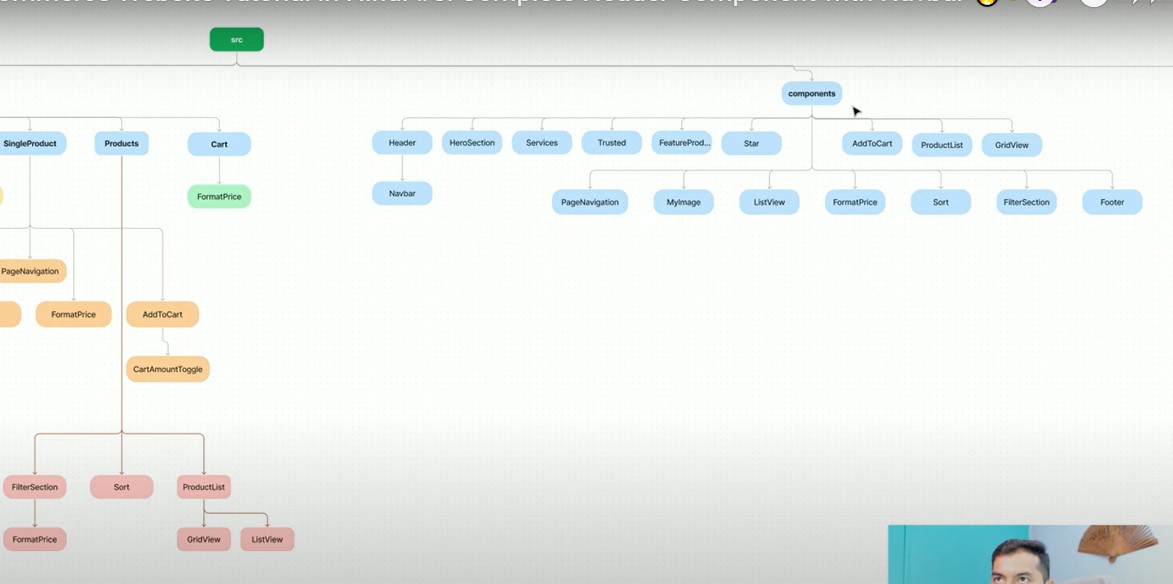 src
components
SingleProduct
Products
Cart
Header
HeroSection
Services
Trusted
FeatureProd...
Star
AddToCart
ProductList
GridView
FormatPrice
Navbar
PageNavigation
MyImage
ListView
FormatPrice
Sort
FilterSection
Footer
PageNavigation
FormatPrice
AddToCart
CartAmountToggle
FilterSection
Sort
ProductList
FormatPrice
GridView
ListView